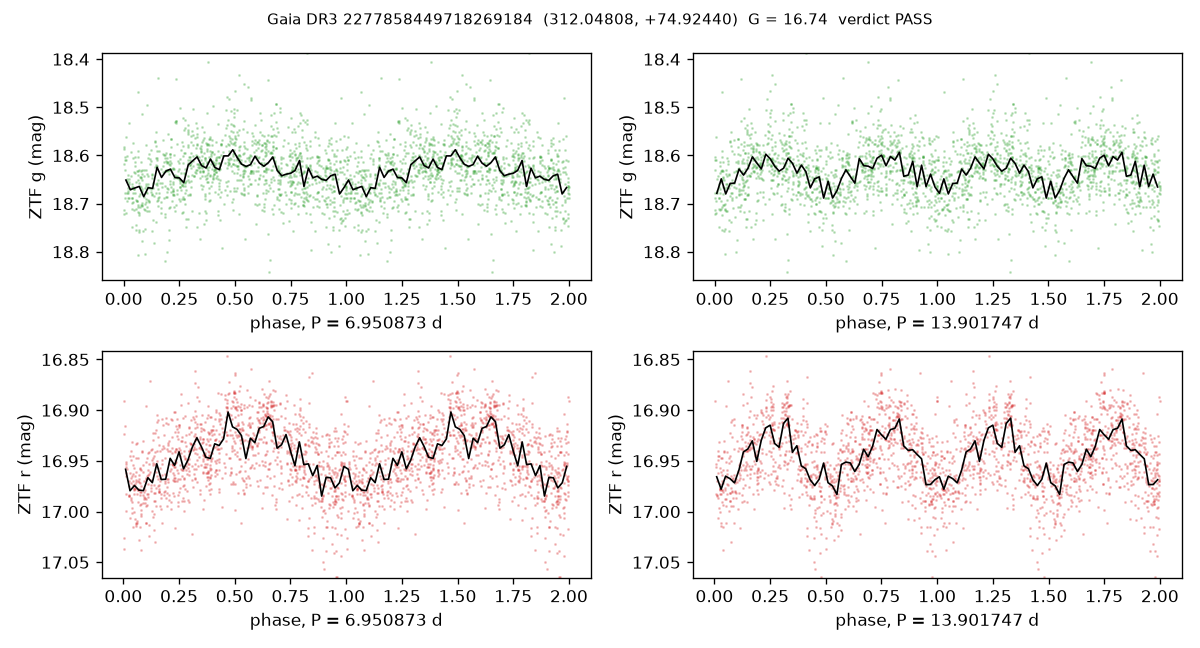 Gaia DR3 2277858449718269184  (312.04808, +74.92440)  G = 16.74  verdict PASS
ZTF g (mag)
18.4
18.5
18.6
18.7
18.8
0.00 0.25 0.50 0.75 1.00 1.25 1.50 1.75 2.00
phase, P = 6.950873 d
ZTF g (mag)
18.4
18.5
18.6
18.7
18.8
0.00 0.25 0.50 0.75 1.00 1.25 1.50 1.75 2.00
phase, P = 13.901747 d
ZTF r (mag)
16.85
16.90
16.95
17.00
17.05
0.00 0.25 0.50 0.75 1.00 1.25 1.50 1.75 2.00
phase, P = 6.950873 d
ZTF r (mag)
16.85
16.90
16.95
17.00
17.05
0.00 0.25 0.50 0.75 1.00 1.25 1.50 1.75 2.00
phase, P = 13.901747 d